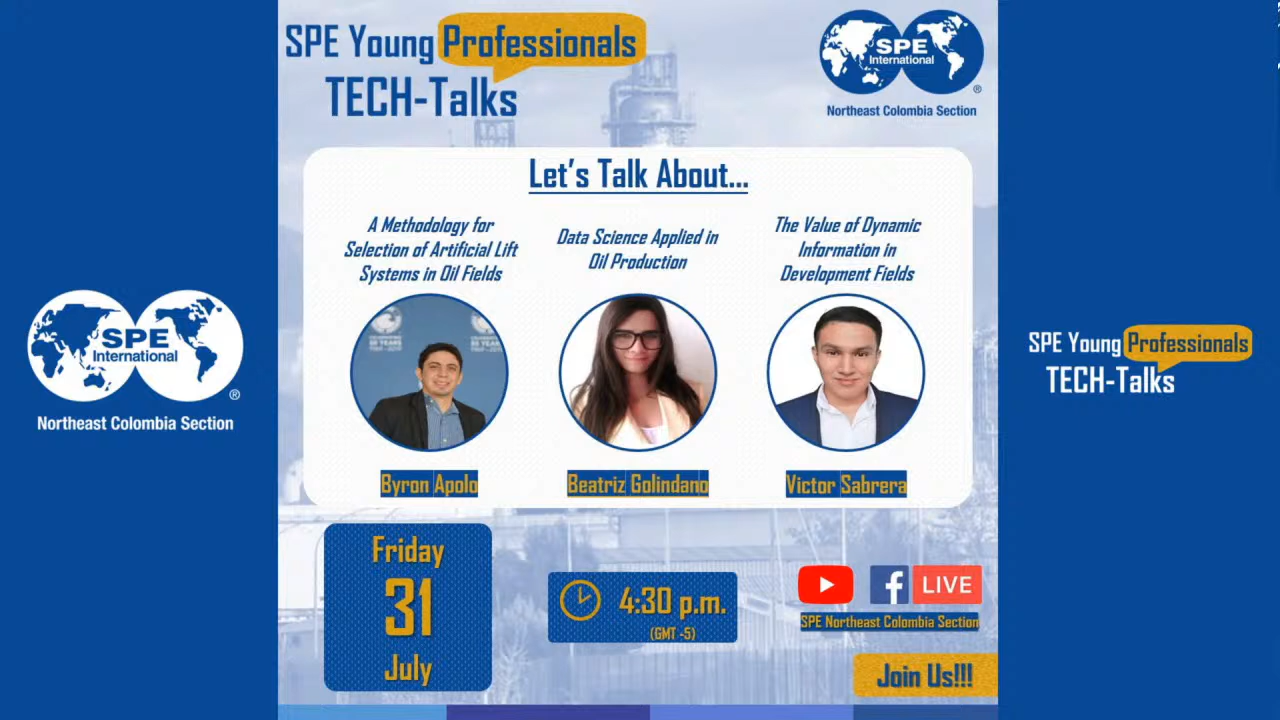 SPE Young Professionals
TECH-Talks
SPE
International
®
Northeast Colombia Section
Let's Talk About...
A Methodology for
Selection of Artificial Lift
Systems in Oil Fields
Data Science Applied in
Oil Production
The Value of Dynamic
Information in
Development Fields
Byron Apolo
Beatriz Golindano
Victor Sabrera
Friday
31
July
4:30 p.m.
(GMT -5)
f LIVE
SPE Northeast Colombia Section
Join Us!!!
SPE
International
®
Northeast Colombia Section
SPE Young Professionals
TECH-Talks